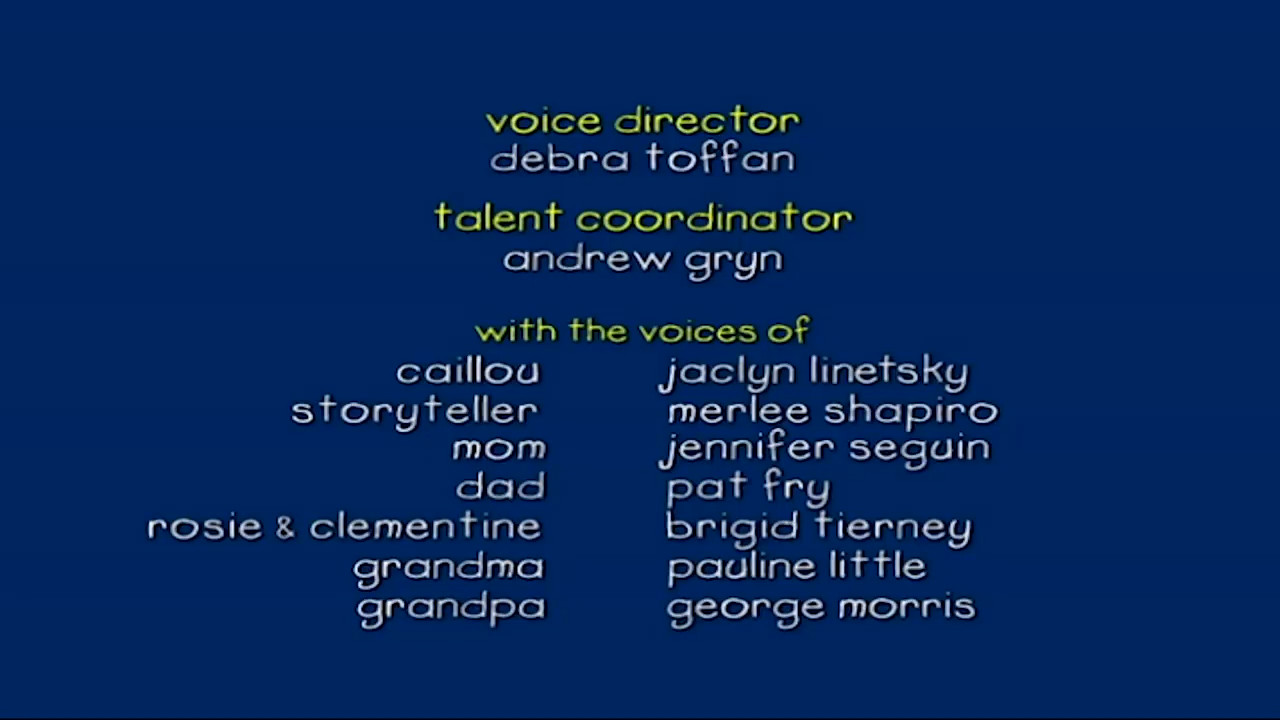 voice director
debra toffan
talent coordinator
andrew gryn
with the voices of
caillou jaclyn linetsky
storyteller merlee shapiro
mom jennifer seguin
dad pat fry
rosie & clementine brigid tierney
grandma pauline little
grandpa george morris